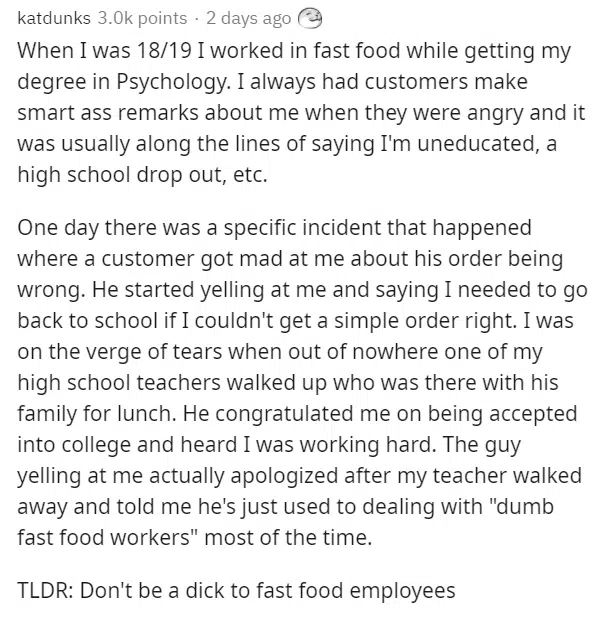 katdunks 3.0k points · 2 days ago
When I was 18/19 I worked in fast food while getting my
degree in Psychology. I always had customers make
smart ass remarks about me when they were angry and it
was usually along the lines of saying I'm uneducated, a
high school drop out, etc.
One day there was a specific incident that happened
where a customer got mad at me about his order being
wrong. He started yelling at me and saying I needed to go
back to school if I couldn't get a simple order right. I was
on the verge of tears when out of nowhere one of my
high school teachers walked up who was there with his
family for lunch. He congratulated me on being accepted
into college and heard I was working hard. The guy
yelling at me actually apologized after my teacher walked
away and told me he's just used to dealing with "dumb
fast food workers" most of the time.
TLDR: Don't be a dick to fast food employees